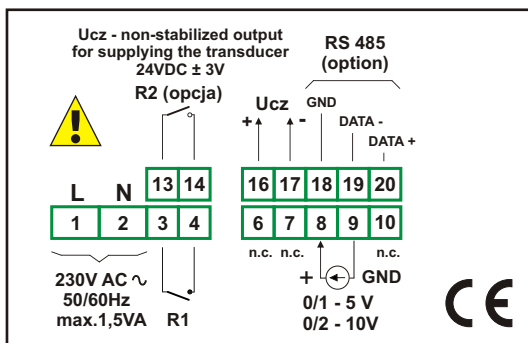 Ucz - non-stabilized output
for supplying the transducer
24VDC ± 3V
R2 (opcja)
RS 485
(option)
+ Ucz -
GND
DATA -
DATA +
13 14
16 17 18 19 20
L N
1 2 3 4
6 7 8 9 10
n.c. n.c. n.c.
230V AC ~
50/60Hz
max.1,5VA
R1
+ GND
0/1 - 5 V
0/2 - 10V
CE